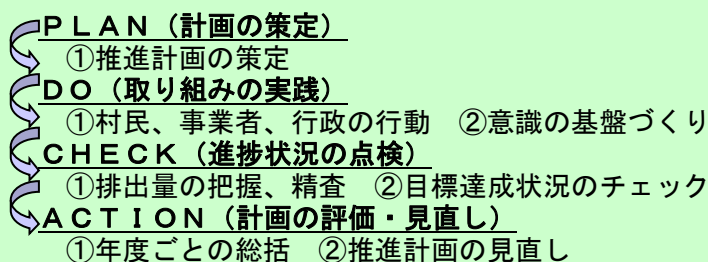 ＰＬＡＮ（計画の策定）
①推進計画の策定
ＤＯ（取り組みの実践）
①村民、事業者、行政の行動　②意識の基盤づくり
ＣＨＥＣＫ（進捗状況の点検）
①排出量の把握、精査　②目標達成状況のチェック
ＡＣＴＩＯＮ（計画の評価・見直し）
①年度ごとの総括　②推進計画の見直し